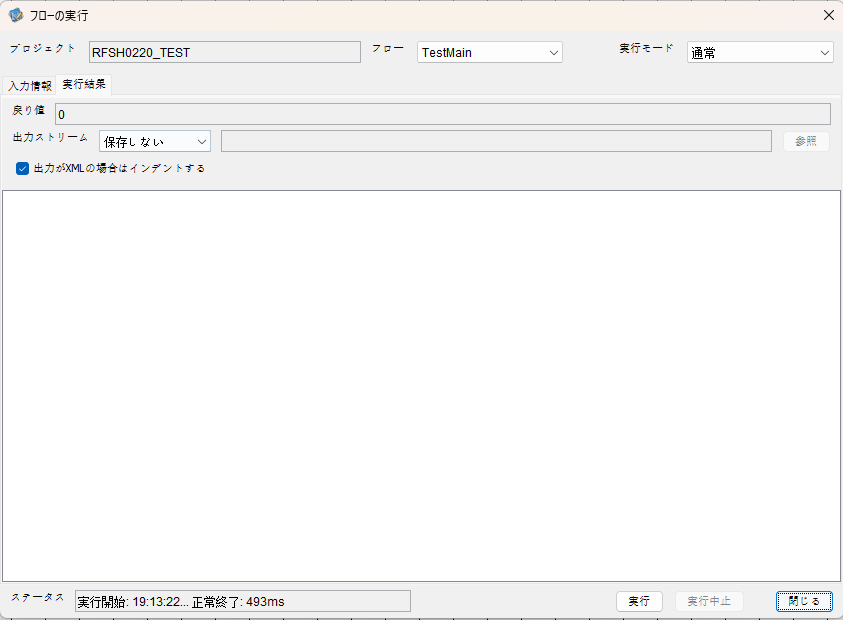 フローの実行
プロジェクト RFSH0220_TEST フロー TestMain 実行モード 通常
入力情報 実行結果
戻り値 0
出力ストリーム 保存しない 参照
出力がXMLの場合はインデントする
ステータス 実行開始: 19:13:22... 正常終了: 493ms 実行 実行中止 閉じる